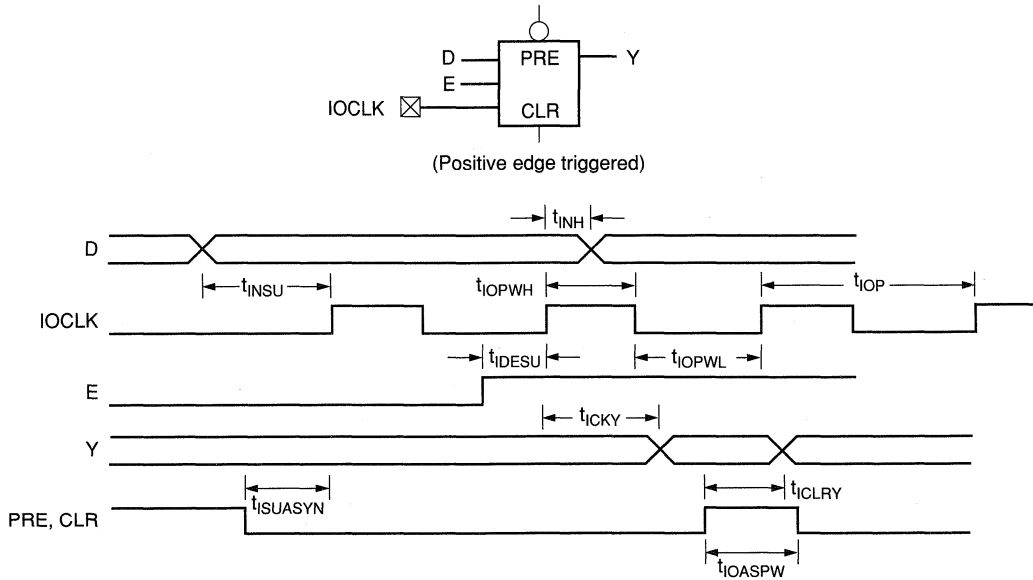 D PRE Y
E
IOCLK CLR
(Positive edge triggered)
tINH
D
tINSU tIOPWH tIOP
IOCLK
tIDESU tIOPWL
E
tICKY
Y
tISUASYN tICLRY
PRE, CLR
tIOASPW